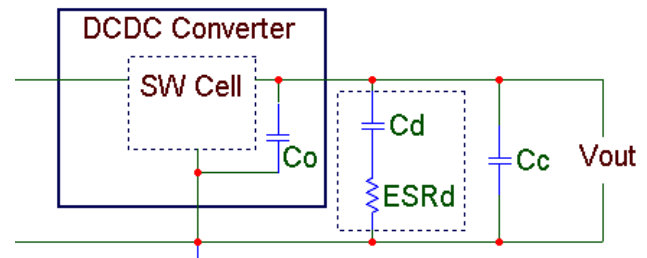 DCDC Converter
SW Cell
Co
Cd
ESRd
Cc
Vout